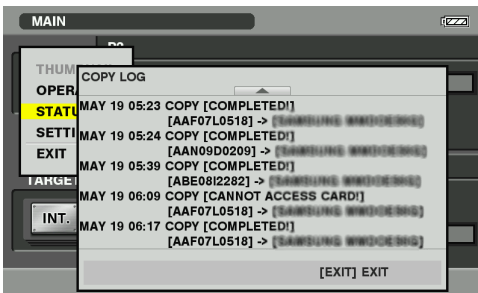 MAIN
THUM
OPERA
STATU
SETTI
EXIT
TARGET
INT.
COPY LOG
MAY 19 05:23 COPY [COMPLETED!]
[AAF07L0518] ->
MAY 19 05:24 COPY [COMPLETED!]
[AAN09D0209] ->
MAY 19 05:39 COPY [COMPLETED!]
[ABE08I2282] ->
MAY 19 06:09 COPY [CANNOT ACCESS CARD!]
[AAF07L0518] ->
MAY 19 06:17 COPY [COMPLETED!]
[AAF07L0518] ->
[EXIT] EXIT